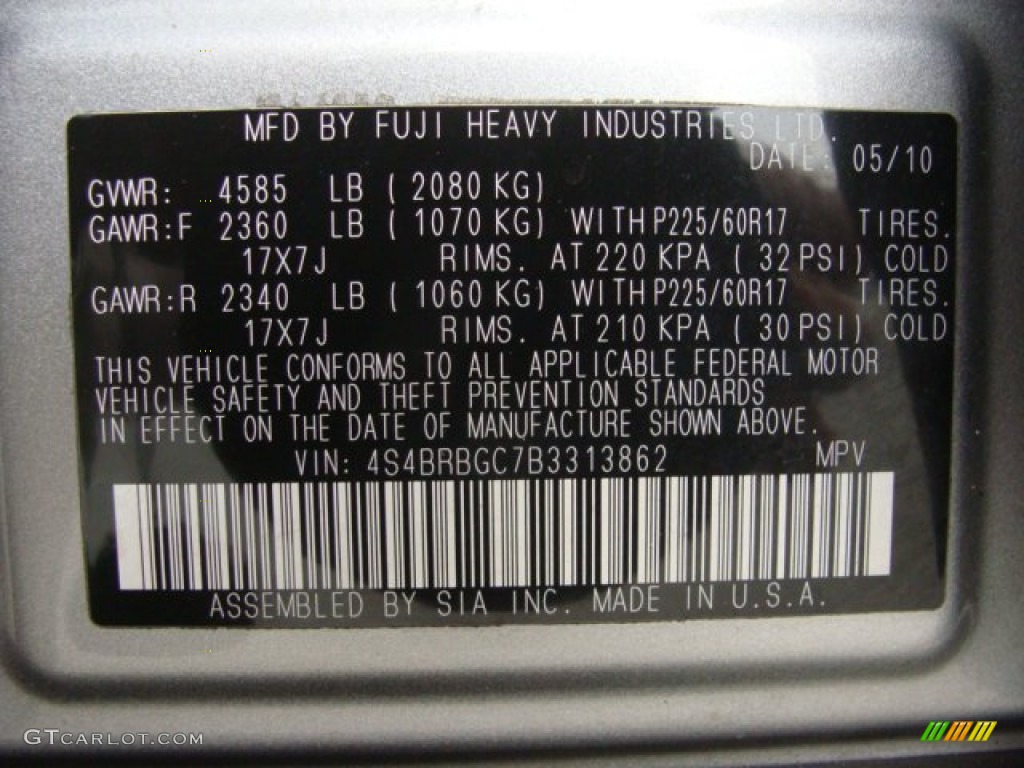 MFD BY FUJI HEAVY INDUSTRIES LTD.
DATE: 05/10
GVWR: 4585 LB ( 2080 KG)
GAWR:F 2360 LB ( 1070 KG) WITH P225/60R17 TIRES.
17X7J RIMS. AT 220 KPA ( 32 PSI) COLD
GAWR:R 2340 LB ( 1060 KG) WITH P225/60R17 TIRES.
17X7J RIMS. AT 210 KPA ( 30 PSI) COLD
THIS VEHICLE CONFORMS TO ALL APPLICABLE FEDERAL MOTOR
VEHICLE SAFETY AND THEFT PREVENTION STANDARDS
IN EFFECT ON THE DATE OF MANUFACTURE SHOWN ABOVE.
VIN: 4S4BRBGC7B3313862 MPV
ASSEMBLED BY SIA INC. MADE IN U.S.A.
GTCARLOT.COM